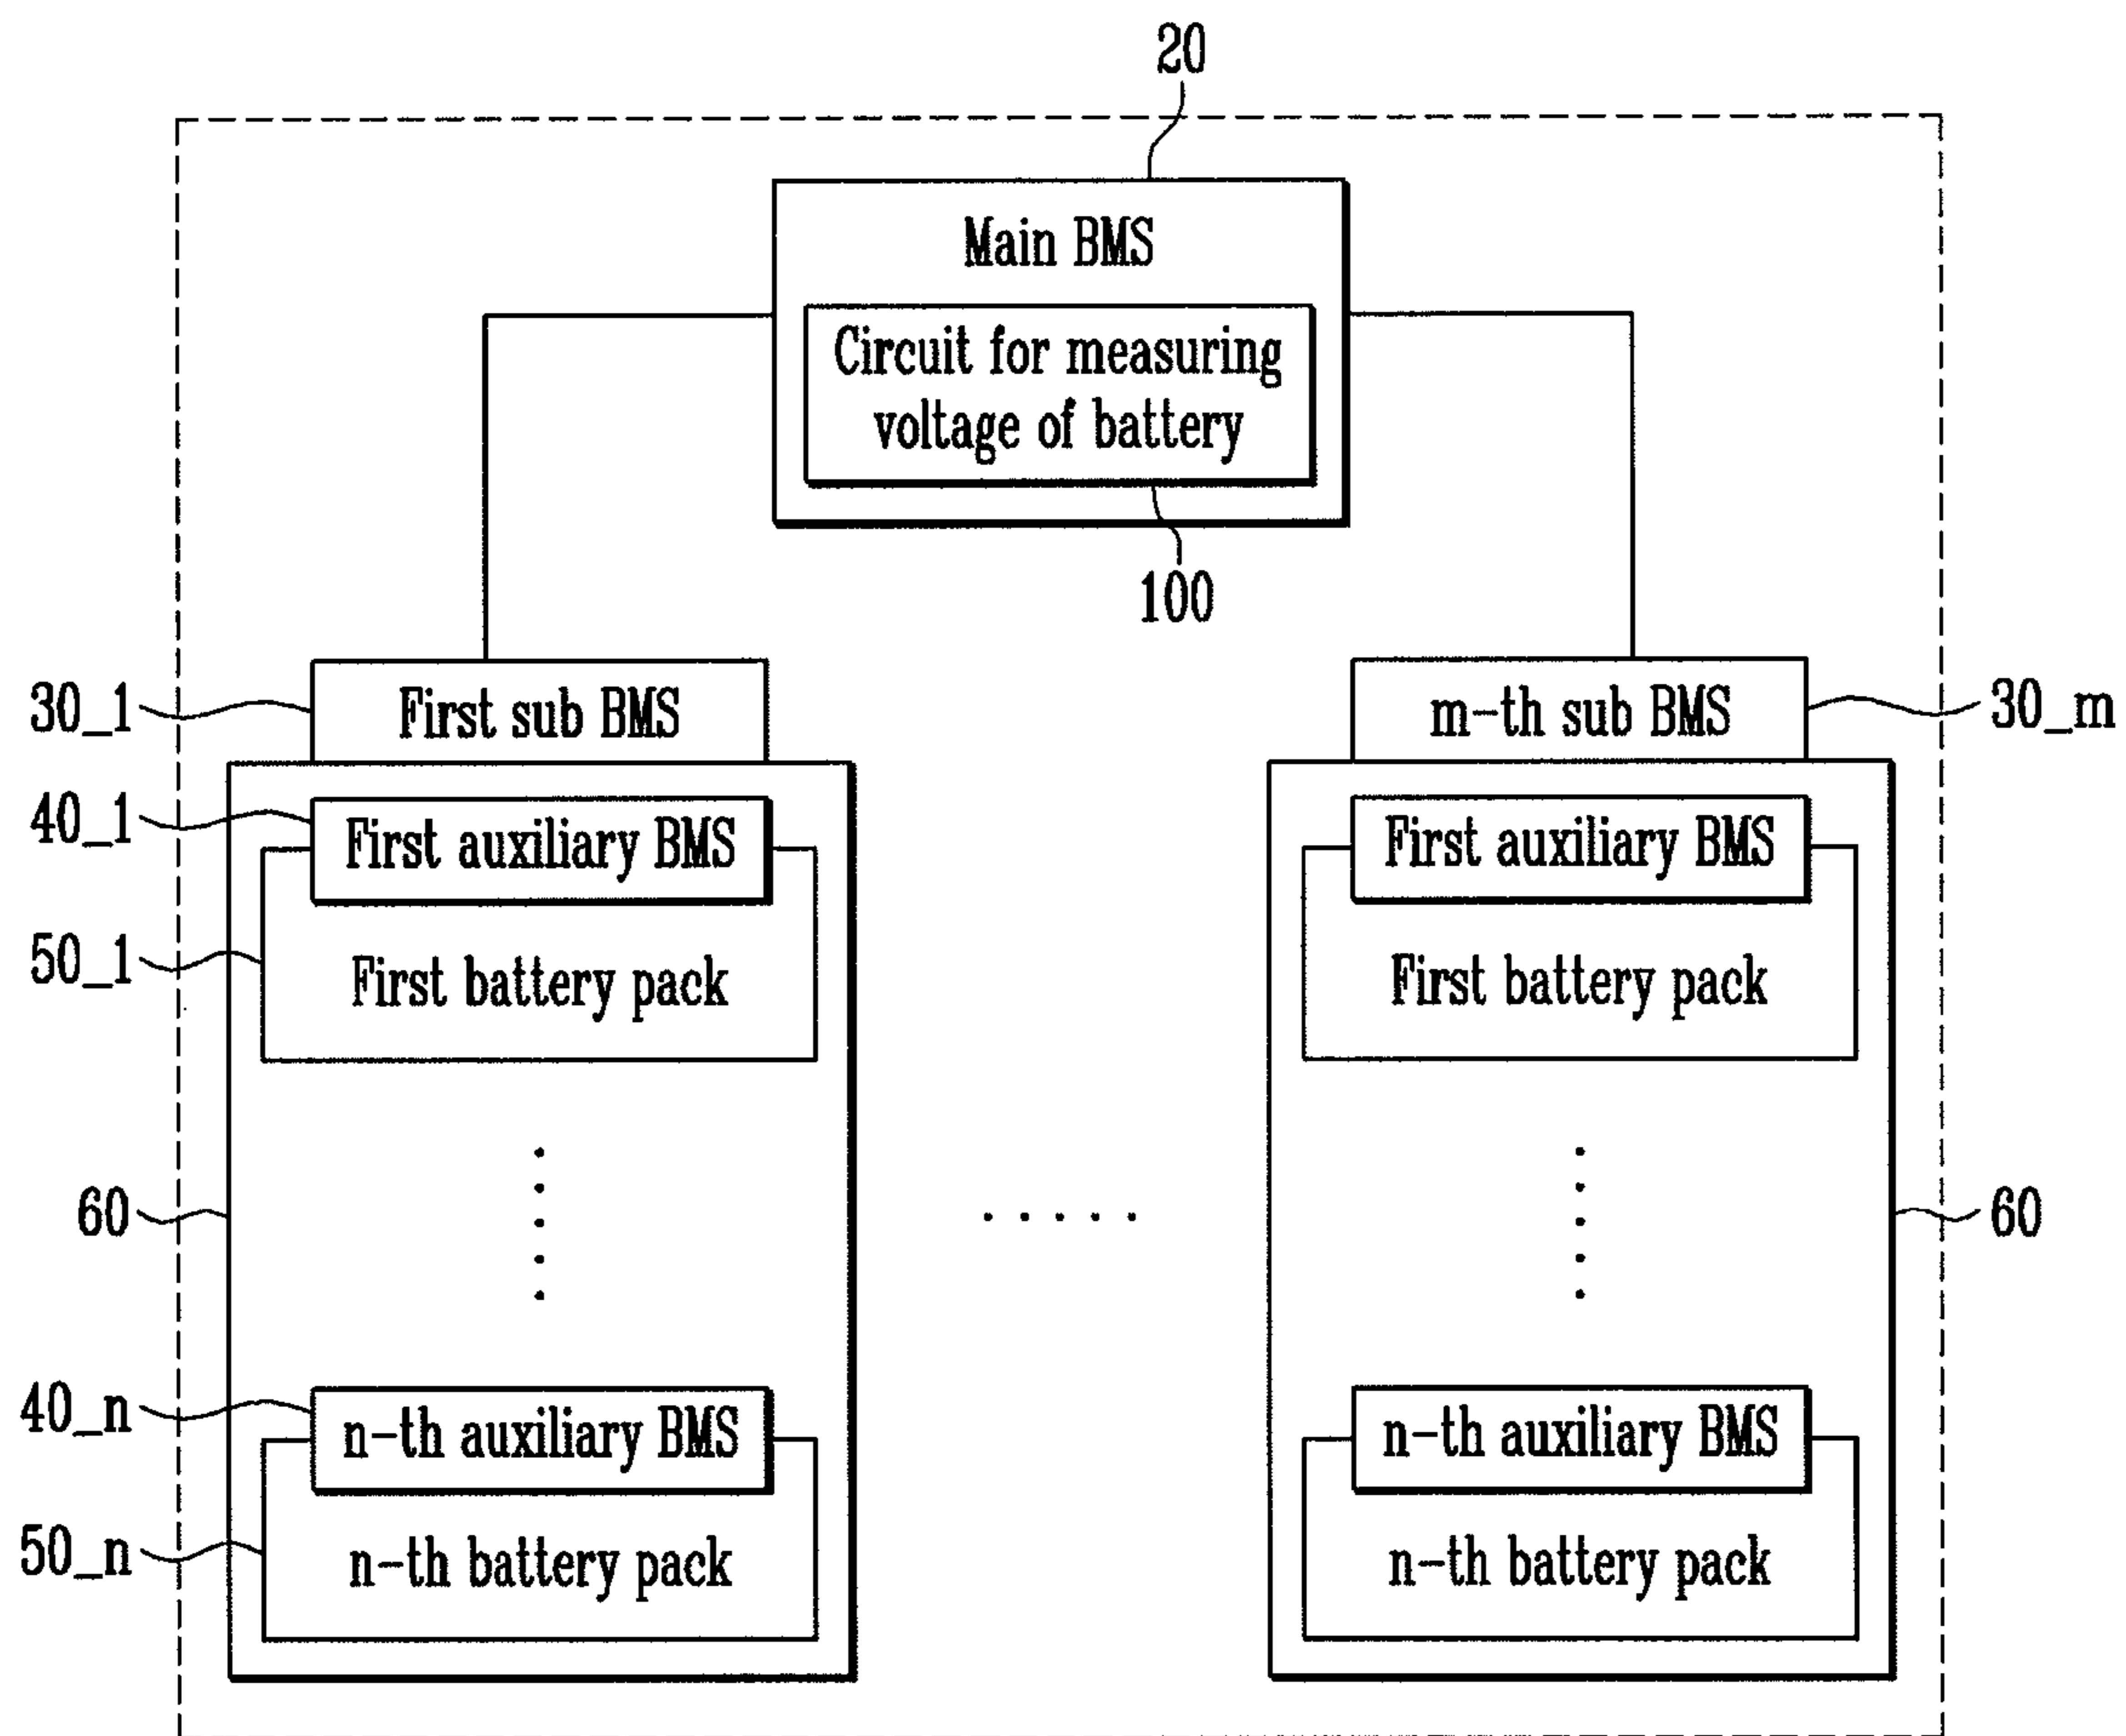 20
Main BMS
Circuit for measuring
voltage of battery
100
30_1
First sub BMS
m-th sub BMS
30_m
40_1
First auxiliary BMS
First auxiliary BMS
50_1
First battery pack
First battery pack
60
60
40_n
n-th auxiliary BMS
n-th auxiliary BMS
50_n
n-th battery pack
n-th battery pack